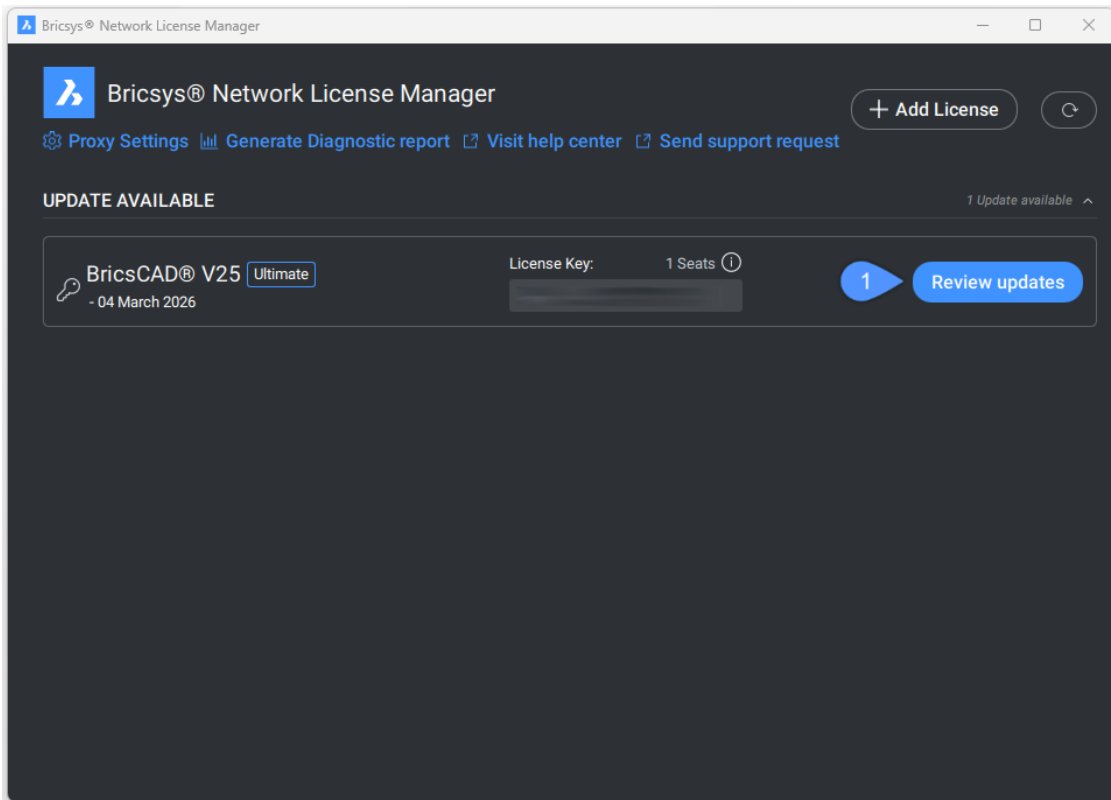 Bricsys® Network License Manager
Bricsys® Network License Manager
+ Add License
Proxy Settings Generate Diagnostic report Visit help center Send support request
UPDATE AVAILABLE 1 Update available
BricsCAD® V25 Ultimate
- 04 March 2026
License Key: 1 Seats
1 Review updates